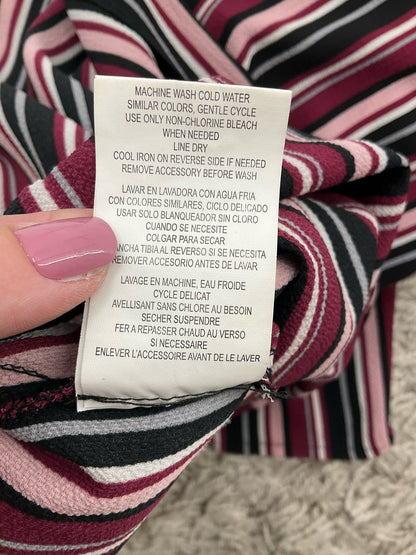 MACHINE WASH COLD WATER
SIMILAR COLORS, GENTLE CYCLE
USE ONLY NON-CHLORINE BLEACH
WHEN NEEDED
LINE DRY
COOL IRON ON REVERSE SIDE IF NEEDED
REMOVE ACCESSORY BEFORE WASH
LAVAR EN LAVADORA CON AGUA FRIA
CON COLORES SIMILARES, CICLO DELICADO
USAR SOLO BLANQUEADOR SIN CLORO
CUANDO SE NECESITE
COLGAR PARA SECAR
ANCHA TIBIA AL REVERSO SI SE NECESITA
REMOVER ACCESORIO ANTES DE LAVAR
LAVAGE EN MACHINE, EAU FROIDE
CYCLE DELICAT
AVELLISANT SANS CHLORE AU BESOIN
SECHER SUSPENDRE
FER A REPASSER CHAUD AU VERSO
SI NECESSAIRE
ENLEVER L'ACCESSOIRE AVANT DE LE LAVER